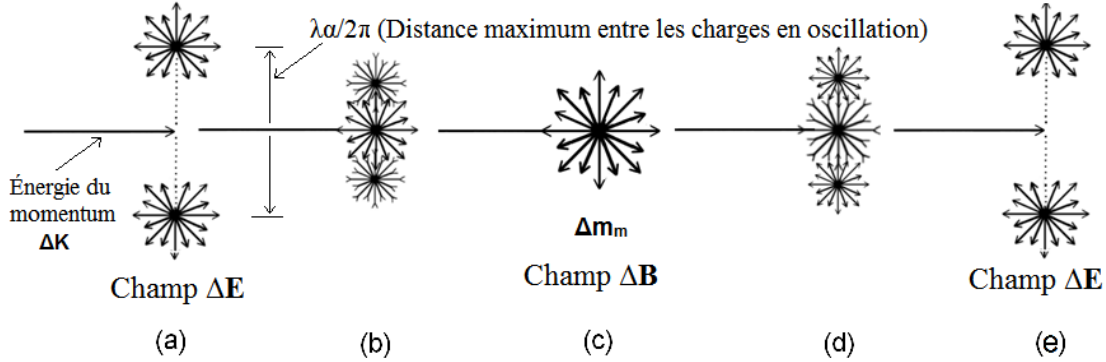 λα/2π (Distance maximum entre les charges en oscillation)
Énergie du
momentum
ΔK
Δmₘ
Champ ΔE
Champ ΔB
Champ ΔE
(a)
(b)
(c)
(d)
(e)